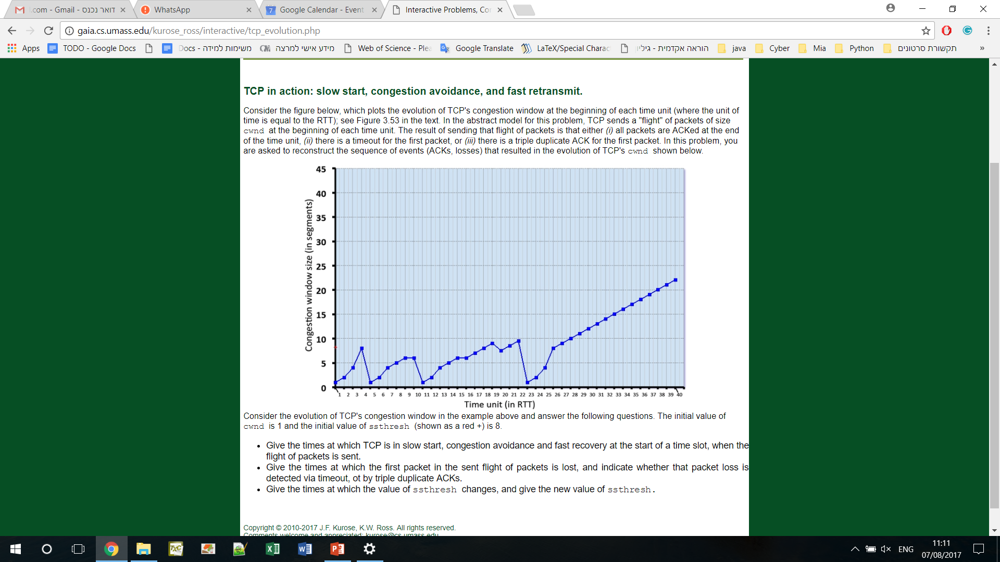 .com - Gmail - דואר נכנס
WhatsApp
Google Calendar - Event
Interactive Problems, Co
gaia.cs.umass.edu/kurose_ross/interactive/tcp_evolution.php
Apps TODO - Google Docs Docs - משימות למידה מידע אישי למרצה Web of Science - Plea Google Translate LaTeX/Special Charac הוראה אקדמית - גיליו java Cyber Mia Python תקשורת סרטונים »
TCP in action: slow start, congestion avoidance, and fast retransmit.
Consider the figure below, which plots the evolution of TCP's congestion window at the beginning of each time unit (where the unit of
time is equal to the RTT); see Figure 3.53 in the text. In the abstract model for this problem, TCP sends a "flight" of packets of size
cwnd at the beginning of each time unit. The result of sending that flight of packets is that either (i) all packets are ACKed at the end
of the time unit, (ii) there is a timeout for the first packet, or (iii) there is a triple duplicate ACK for the first packet. In this problem, you
are asked to reconstruct the sequence of events (ACKs, losses) that resulted in the evolution of TCP's cwnd shown below.
45
40
35
30
25
20
15
10
5
0
Congestion window size (in segments)
1 2 3 4 5 6 7 8 9 10 11 12 13 14 15 16 17 18 19 20 21 22 23 24 25 26 27 28 29 30 31 32 33 34 35 36 37 38 39 40
Time unit (in RTT)
Consider the evolution of TCP's congestion window in the example above and answer the following questions. The initial value of
cwnd is 1 and the initial value of ssthresh (shown as a red +) is 8.
• Give the times at which TCP is in slow start, congestion avoidance and fast recovery at the start of a time slot, when the
flight of packets is sent.
• Give the times at which the first packet in the sent flight of packets is lost, and indicate whether that packet loss is
detected via timeout, ot by triple duplicate ACKs.
• Give the times at which the value of ssthresh changes, and give the new value of ssthresh.
Copyright © 2010-2017 J.F. Kurose, K.W. Ross. All rights reserved.
Comments welcome and appreciated: kurose@cs.umass.edu
ENG
11:11
07/08/2017